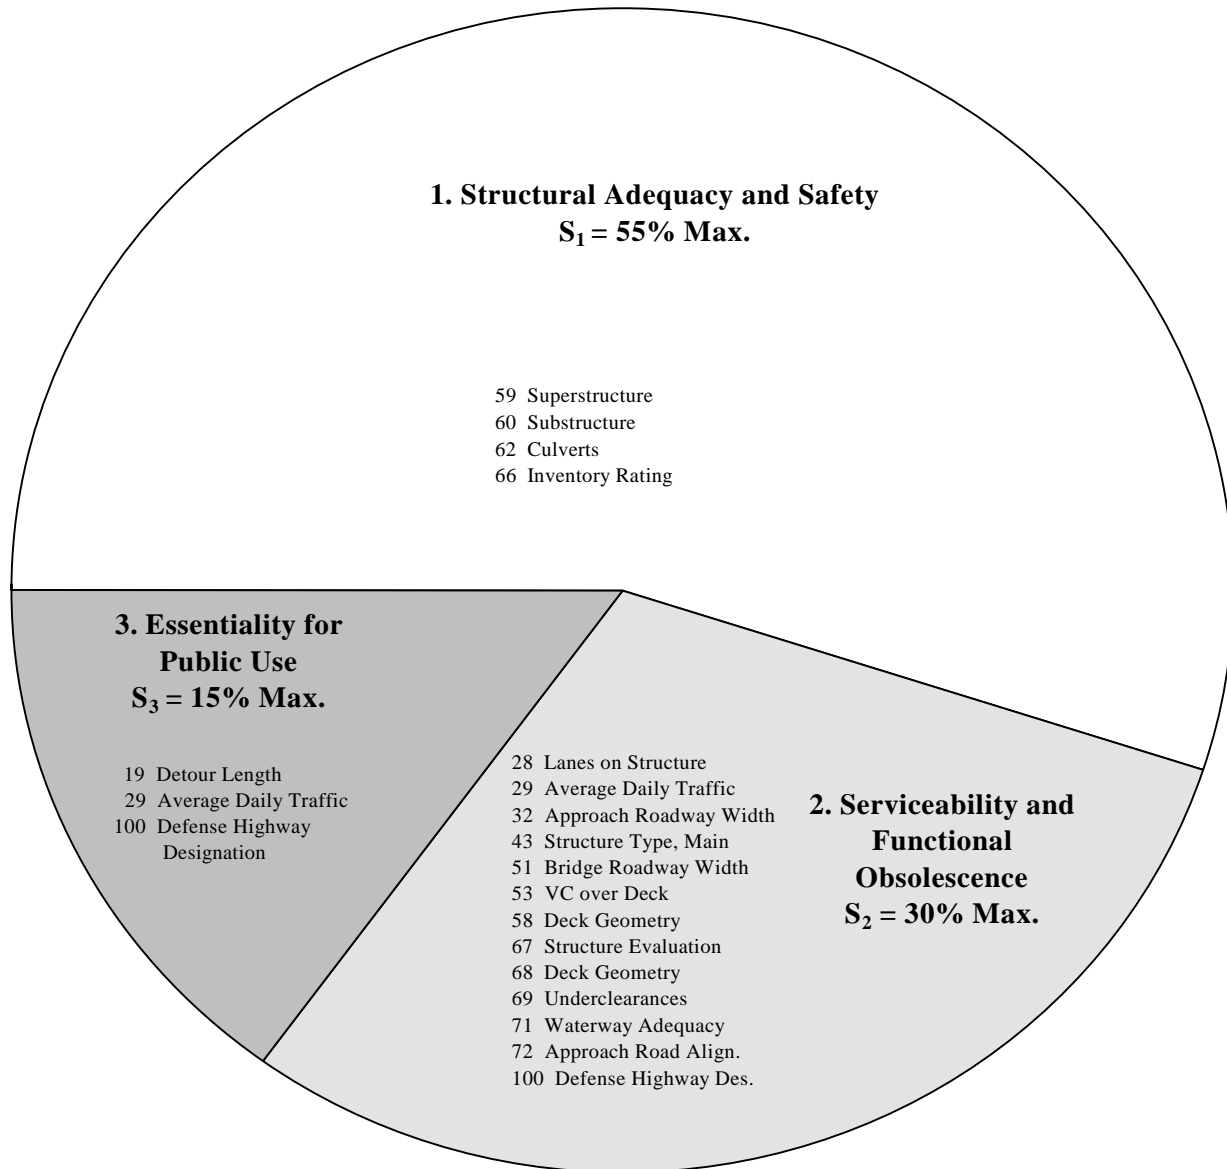 1. Structural Adequacy and Safety
S₁ = 55% Max.
59 Superstructure
60 Substructure
62 Culverts
66 Inventory Rating
3. Essentiality for
Public Use
S₃ = 15% Max.
19 Detour Length
29 Average Daily Traffic
100 Defense Highway
Designation
28 Lanes on Structure
29 Average Daily Traffic
32 Approach Roadway Width
43 Structure Type, Main
51 Bridge Roadway Width
53 VC over Deck
58 Deck Geometry
67 Structure Evaluation
68 Deck Geometry
69 Underclearances
71 Waterway Adequacy
72 Approach Road Align.
100 Defense Highway Des.
2. Serviceability and
Functional
Obsolescence
S₂ = 30% Max.